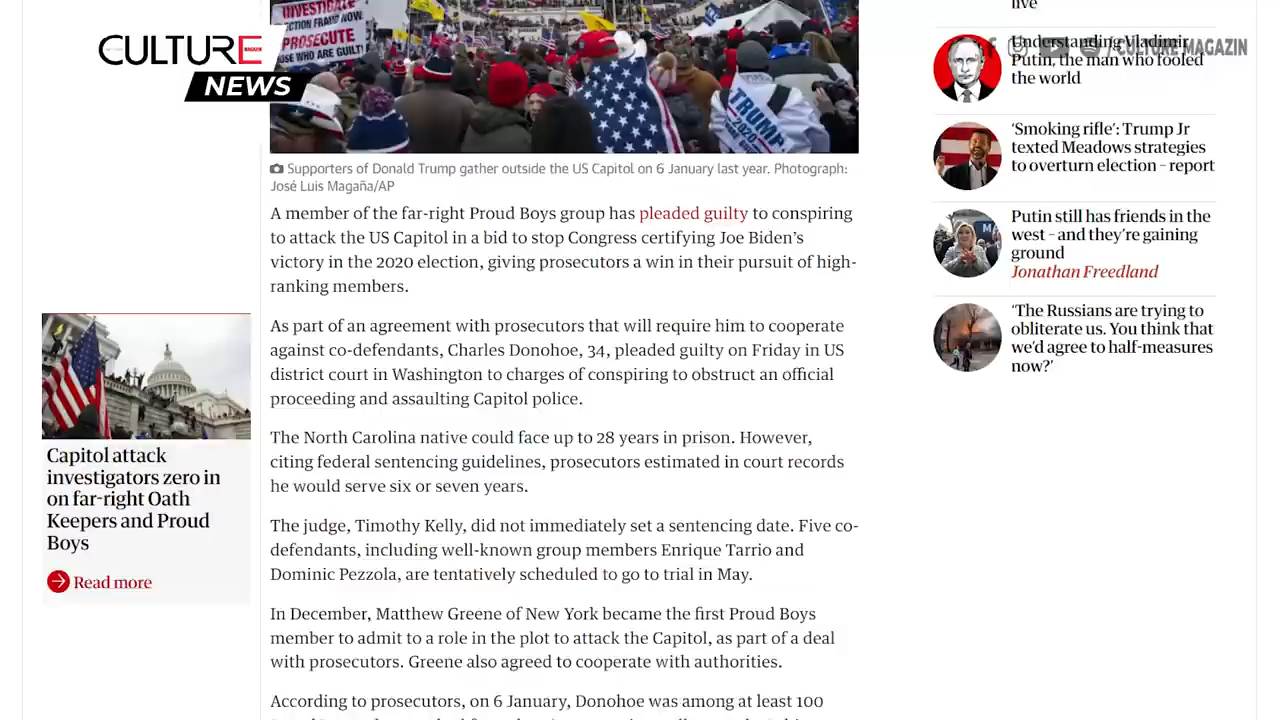 CULTURE
MAGAZIN
NEWS
INVESTIGATE
ECTION FRAUD NOW
PROSECUTE
OSE WHO ARE GUILT!
TRUMP
2020
Supporters of Donald Trump gather outside the US Capitol on 6 January last year. Photograph:
José Luis Magaña/AP
A member of the far-right Proud Boys group has pleaded guilty to conspiring
to attack the US Capitol in a bid to stop Congress certifying Joe Biden’s
victory in the 2020 election, giving prosecutors a win in their pursuit of high-
ranking members.
As part of an agreement with prosecutors that will require him to cooperate
against co-defendants, Charles Donohoe, 34, pleaded guilty on Friday in US
district court in Washington to charges of conspiring to obstruct an official
proceeding and assaulting Capitol police.
The North Carolina native could face up to 28 years in prison. However,
citing federal sentencing guidelines, prosecutors estimated in court records
he would serve six or seven years.
The judge, Timothy Kelly, did not immediately set a sentencing date. Five co-
defendants, including well-known group members Enrique Tarrio and
Dominic Pezzola, are tentatively scheduled to go to trial in May.
In December, Matthew Greene of New York became the first Proud Boys
member to admit to a role in the plot to attack the Capitol, as part of a deal
with prosecutors. Greene also agreed to cooperate with authorities.
According to prosecutors, on 6 January, Donohoe was among at least 100
Capitol attack
investigators zero in
on far-right Oath
Keepers and Proud
Boys
Read more
live
CULTURE MAGAZIN
Understanding Vladimir
Putin, the man who fooled
the world
‘Smoking rifle’: Trump Jr
texted Meadows strategies
to overturn election – report
Putin still has friends in the
west – and they’re gaining
ground
Jonathan Freedland
‘The Russians are trying to
obliterate us. You think that
we’d agree to half-measures
now?’